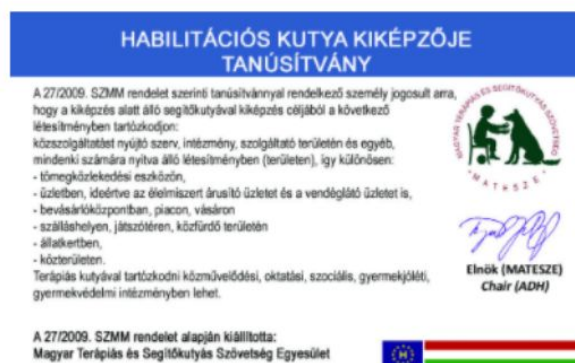 HABILITÁCIÓS KUTYA KIKÉPZŐJE
TANÚSÍTVÁNY
A 27/2009. SZMM rendelet szerinti tanúsítvánnyal rendelkező személy jogosult arra,
hogy a kiképzés alatt álló segítőkutyával kiképzés céljából a következő
létesítményben tartózkodjon:
közszolgáltatást nyújtó szerv, intézmény, szolgáltató területén és egyéb,
mindenki számára nyitva álló létesítményben (területen), így különösen:
- tömegközlekedési eszközön,
- üzletben, ideértve az élelmiszert árusító üzletet és a vendéglátó üzletet is,
- bevásárlóközpontban, piacon, vásáron
- szálláshelyen, játszótéren, közfürdő területén
- állatkertben,
- közterületen.
Terápiás kutyával tartózkodni közművelődési, oktatási, szociális, gyermekjóléti,
gyermekvédelmi intézményben lehet.
MAGYAR TERÁPIÁS ÉS SEGÍTŐKUTYÁS SZÖVETSÉG
MATESZE
Elnök (MATESZE)
Chair (ADH)
A 27/2009. SZMM rendelet alapján kiállította:
Magyar Terápiás és Segítőkutyás Szövetség Egyesület
H